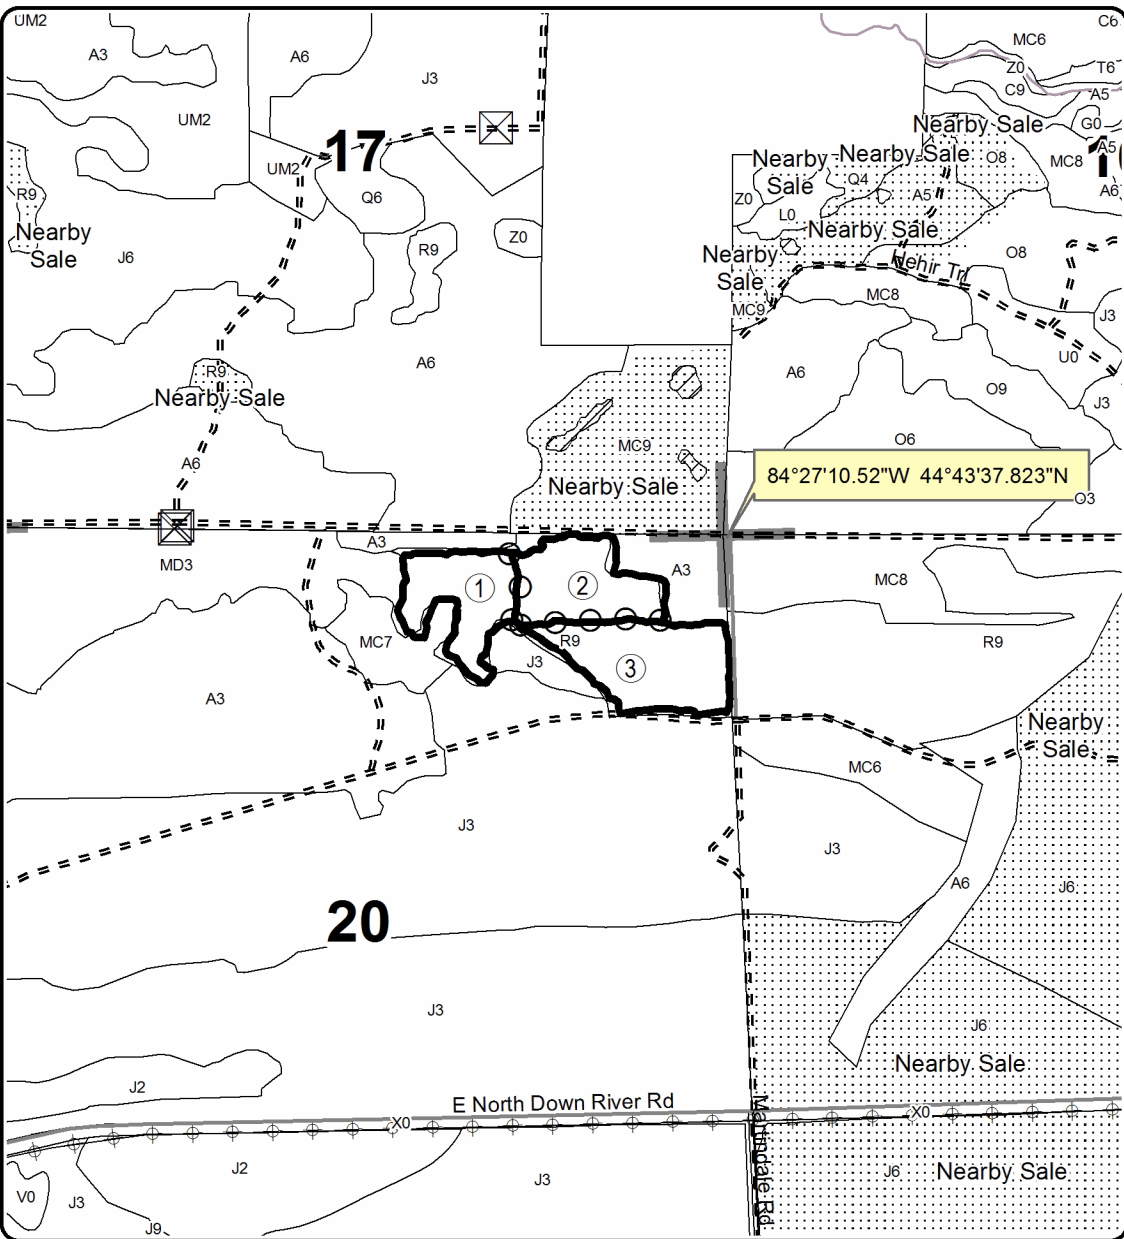 UM2
C6
A3
A6
MC6
J3
Z0
T6
C9
A5
UM2
G0
Nearby Sale
17
A5
Nearby
Sale
Nearby Sale
O8
MC8
UM2
Q4
A6
R9
Q6
Z0
A5
L0
Nearby
Sale
Z0
Nearby Sale
R9
J6
Nearby
Sale
O8
Hehir Trl
MC8
MC9
J3
U0
A6
R9
A6
O9
Nearby Sale
J3
MC9
O6
A6
84°27'10.52"W 44°43'37.823"N
Nearby Sale
O3
A3
MD3
A3
MC8
1
2
MC7
R9
R9
J3
3
A3
Nearby
Sale
MC6
J3
J3
A6
J6
20
J3
J6
Nearby Sale
J2
E North Down River Rd
X0
X0
Martindale Rd
J2
J3
J6
Nearby Sale
V0
J3
J9